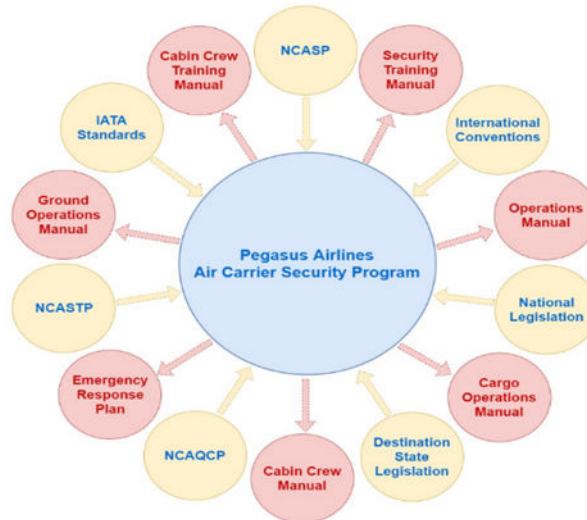 NCASP
Cabin Crew
Training
Manual
Security
Training
Manual
IATA
Standards
International
Conventions
Ground
Operations
Manual
Operations
Manual
Pegasus Airlines
Air Carrier Security Program
NCASTP
National
Legislation
Emergency
Response
Plan
Cargo
Operations
Manual
NCAQCP
Destination
State
Legislation
Cabin Crew
Manual